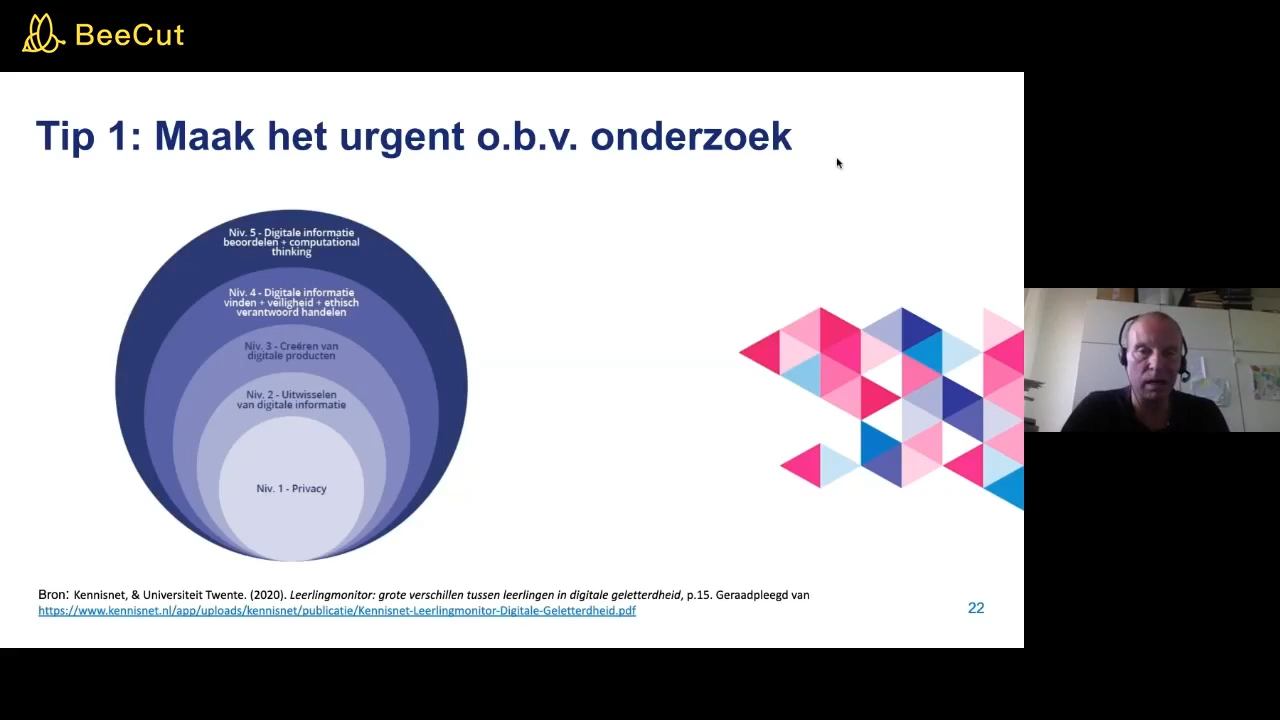 BeeCut
Tip 1: Maak het urgent o.b.v. onderzoek
Niv. 5 - Digitale informatie
beoordelen + computational
thinking
Niv. 4 - Digitale informatie
vinden + veiligheid + ethisch
verantwoord handelen
Niv. 3 - Creëren van
digitale producten
Niv. 2 - Uitwisselen
van digitale informatie
Niv. 1 - Privacy
Bron: Kennisnet, & Universiteit Twente. (2020). Leerlingmonitor: grote verschillen tussen leerlingen in digitale geletterdheid, p.15. Geraadpleegd van
https://www.kennisnet.nl/app/uploads/kennisnet/publicatie/Kennisnet-Leerlingmonitor-Digitale-Geletterdheid.pdf
22